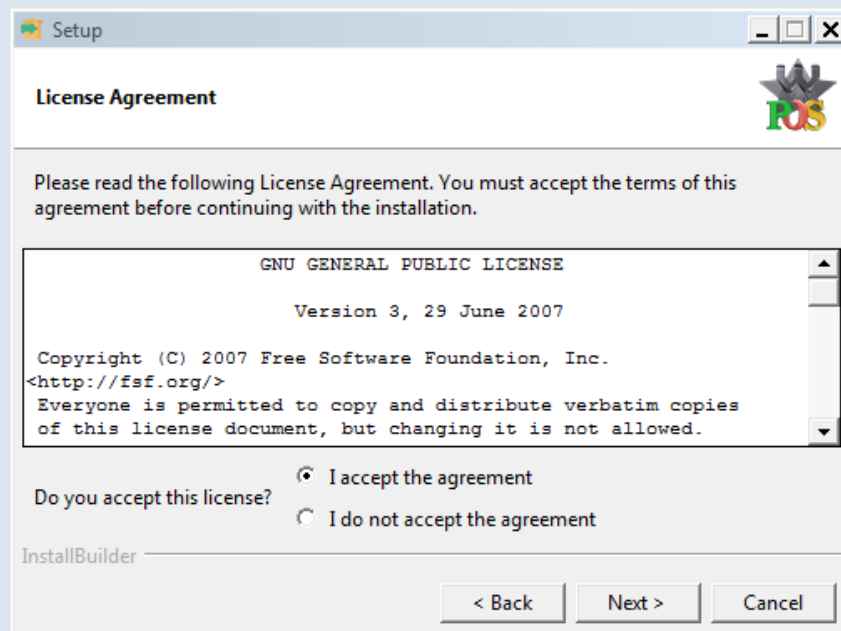 Setup
License Agreement
POS
Please read the following License Agreement. You must accept the terms of this
agreement before continuing with the installation.
GNU GENERAL PUBLIC LICENSE
Version 3, 29 June 2007
Copyright (C) 2007 Free Software Foundation, Inc.
<http://fsf.org/>
Everyone is permitted to copy and distribute verbatim copies
of this license document, but changing it is not allowed.
Do you accept this license?
I accept the agreement
I do not accept the agreement
InstallBuilder
< Back Next > Cancel